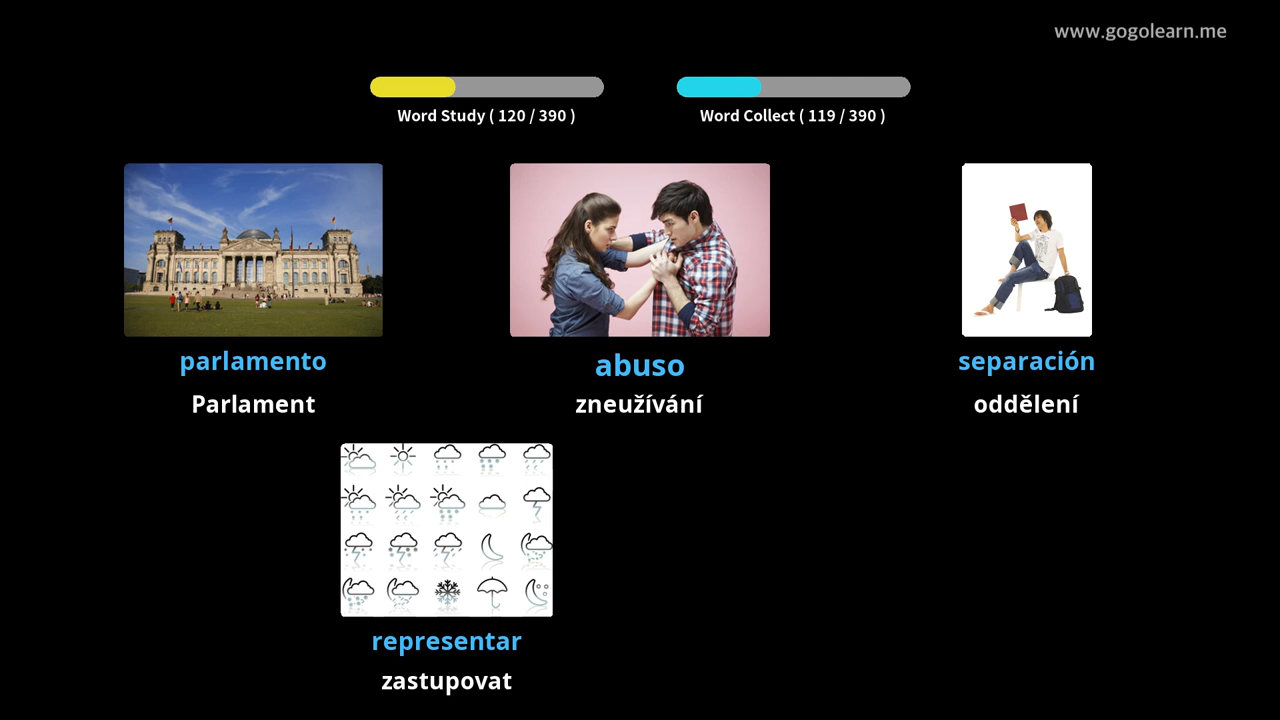 www.gogolearn.me
Word Study ( 120 / 390 )
Word Collect ( 119 / 390 )
parlamento
Parlament
abuso
zneužívání
separación
oddělení
representar
zastupovat